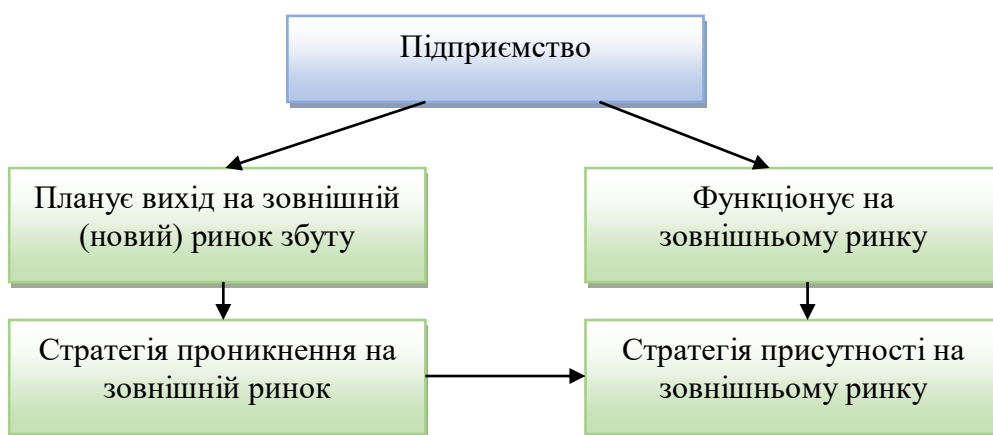 Підприємство
Планує вихід на зовнішній
(новий) ринок збуту
Функціонує на
зовнішньому ринку
Стратегія проникнення на
зовнішній ринок
Стратегія присутності на
зовнішньому ринку